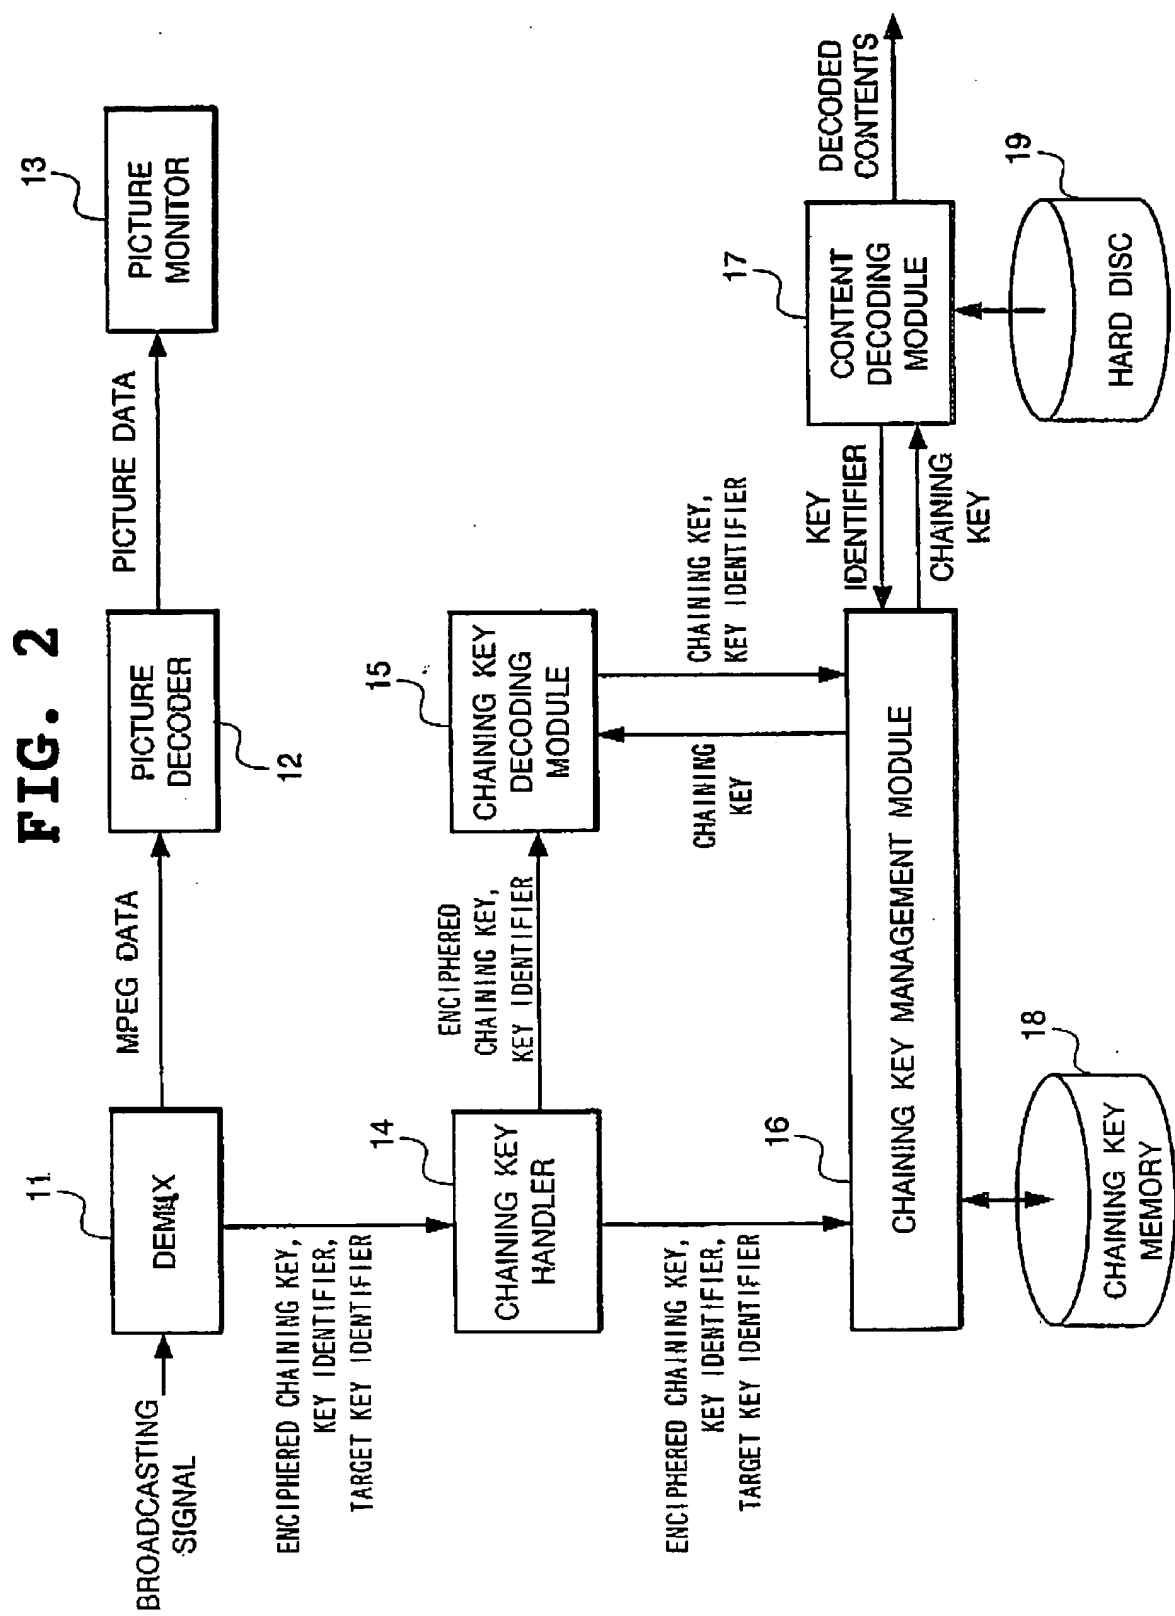 FIG. 2
BROADCASTING
SIGNAL
11
DEMUX
MPEG DATA
PICTURE
DECODER
12
PICTURE DATA
PICTURE
MONITOR
13
ENCIPHERED CHAINING KEY,
KEY IDENTIFIER,
TARGET KEY IDENTIFIER
14
CHAINING KEY
HANDLER
ENCIPHERED
CHAINING KEY,
KEY IDENTIFIER
15
CHAINING KEY
DECODING
MODULE
ENCIPHERED CHAINING KEY,
KEY IDENTIFIER,
TARGET KEY IDENTIFIER
CHAINING
KEY
CHAINING KEY,
KEY IDENTIFIER
16
CHAINING KEY MANAGEMENT MODULE
KEY
IDENTIFIER
CHAINING
KEY
17
CONTENT
DECODING
MODULE
DECODED
CONTENTS
18
CHAINING KEY
MEMORY
19
HARD DISC